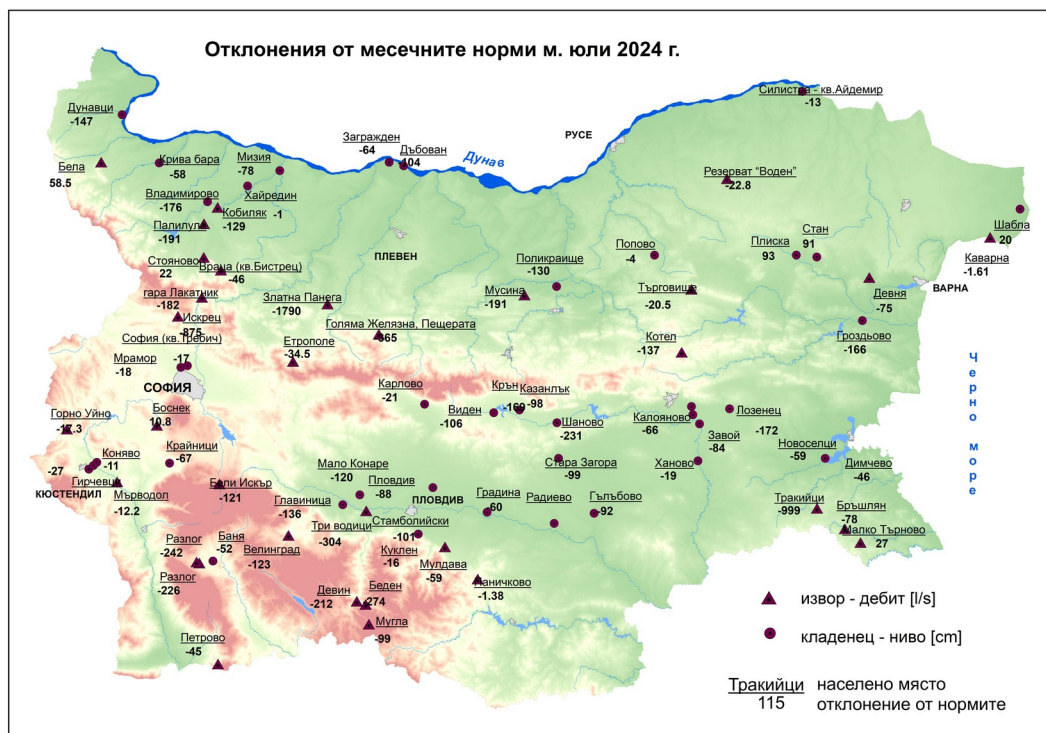 Отклонения от месечните норми м. юли 2024 г.
Силистра - кв.Айдемир
-13
Дунавци
-147
Заграждeн
-64
Дъбован
104
Дунав
РУСЕ
Бела
58.5
Крива бара
-58
Мизия
-78
Хайредин
-1
Резерват "Воден"
-22.8
Владимирово
-176
Кобиляк
-129
Палилула
-191
Шабла
20
Каварна
-1.61
Стояново
22
Враца (кв.Бистрец)
-46
ПЛЕВЕН
Поликраище
-130
Попово
-4
Плиска
93
Стан
91
гара Лакатник
-182
Златна Панега
-1790
Мусина
-191
Търговище
-20.5
Девня
-75
ВАРНА
Искрец
-875
Голяма Желязна, Пещерата
365
София (кв.Требич)
-17
Мрамор
-18
Етрополе
-34.5
Котел
-137
Гроздьово
-166
СОФИЯ
Карлово
-21
Крън
-169
Казанлък
-98
Виден
-106
Шаново
-231
Калояново
-66
Лозенец
-172
Завой
-84
Черно море
Горно Уйно
-17.3
Боснек
10.8
Крайници
-67
Коняво
-11
-27
Гирчевци
КЮСТЕНДИЛ
Мърводол
-12.2
Бели Искър
-121
Мало Конаре
-120
Пловдив
-88
ПЛОВДИВ
Стара Загора
-99
Ханово
-19
Новоселци
-59
Димчево
-46
Главиница
-136
Три водици
-304
Стамболийски
-101
Градина
60
Радиево
Гълъбово
-92
Тракийци
-999
Бръшлян
-78
Малко Търново
27
Разлог
-242
Баня
-52
Велинград
-123
Куклен
-16
Мулдава
-59
Паничково
-1.38
Разлог
-226
Девин
-212
Беден
274
Мугла
-99
Петрово
-45
извор - дебит [l/s]
кладенец - ниво [cm]
Тракийци
115
населено място
отклонение от нормите